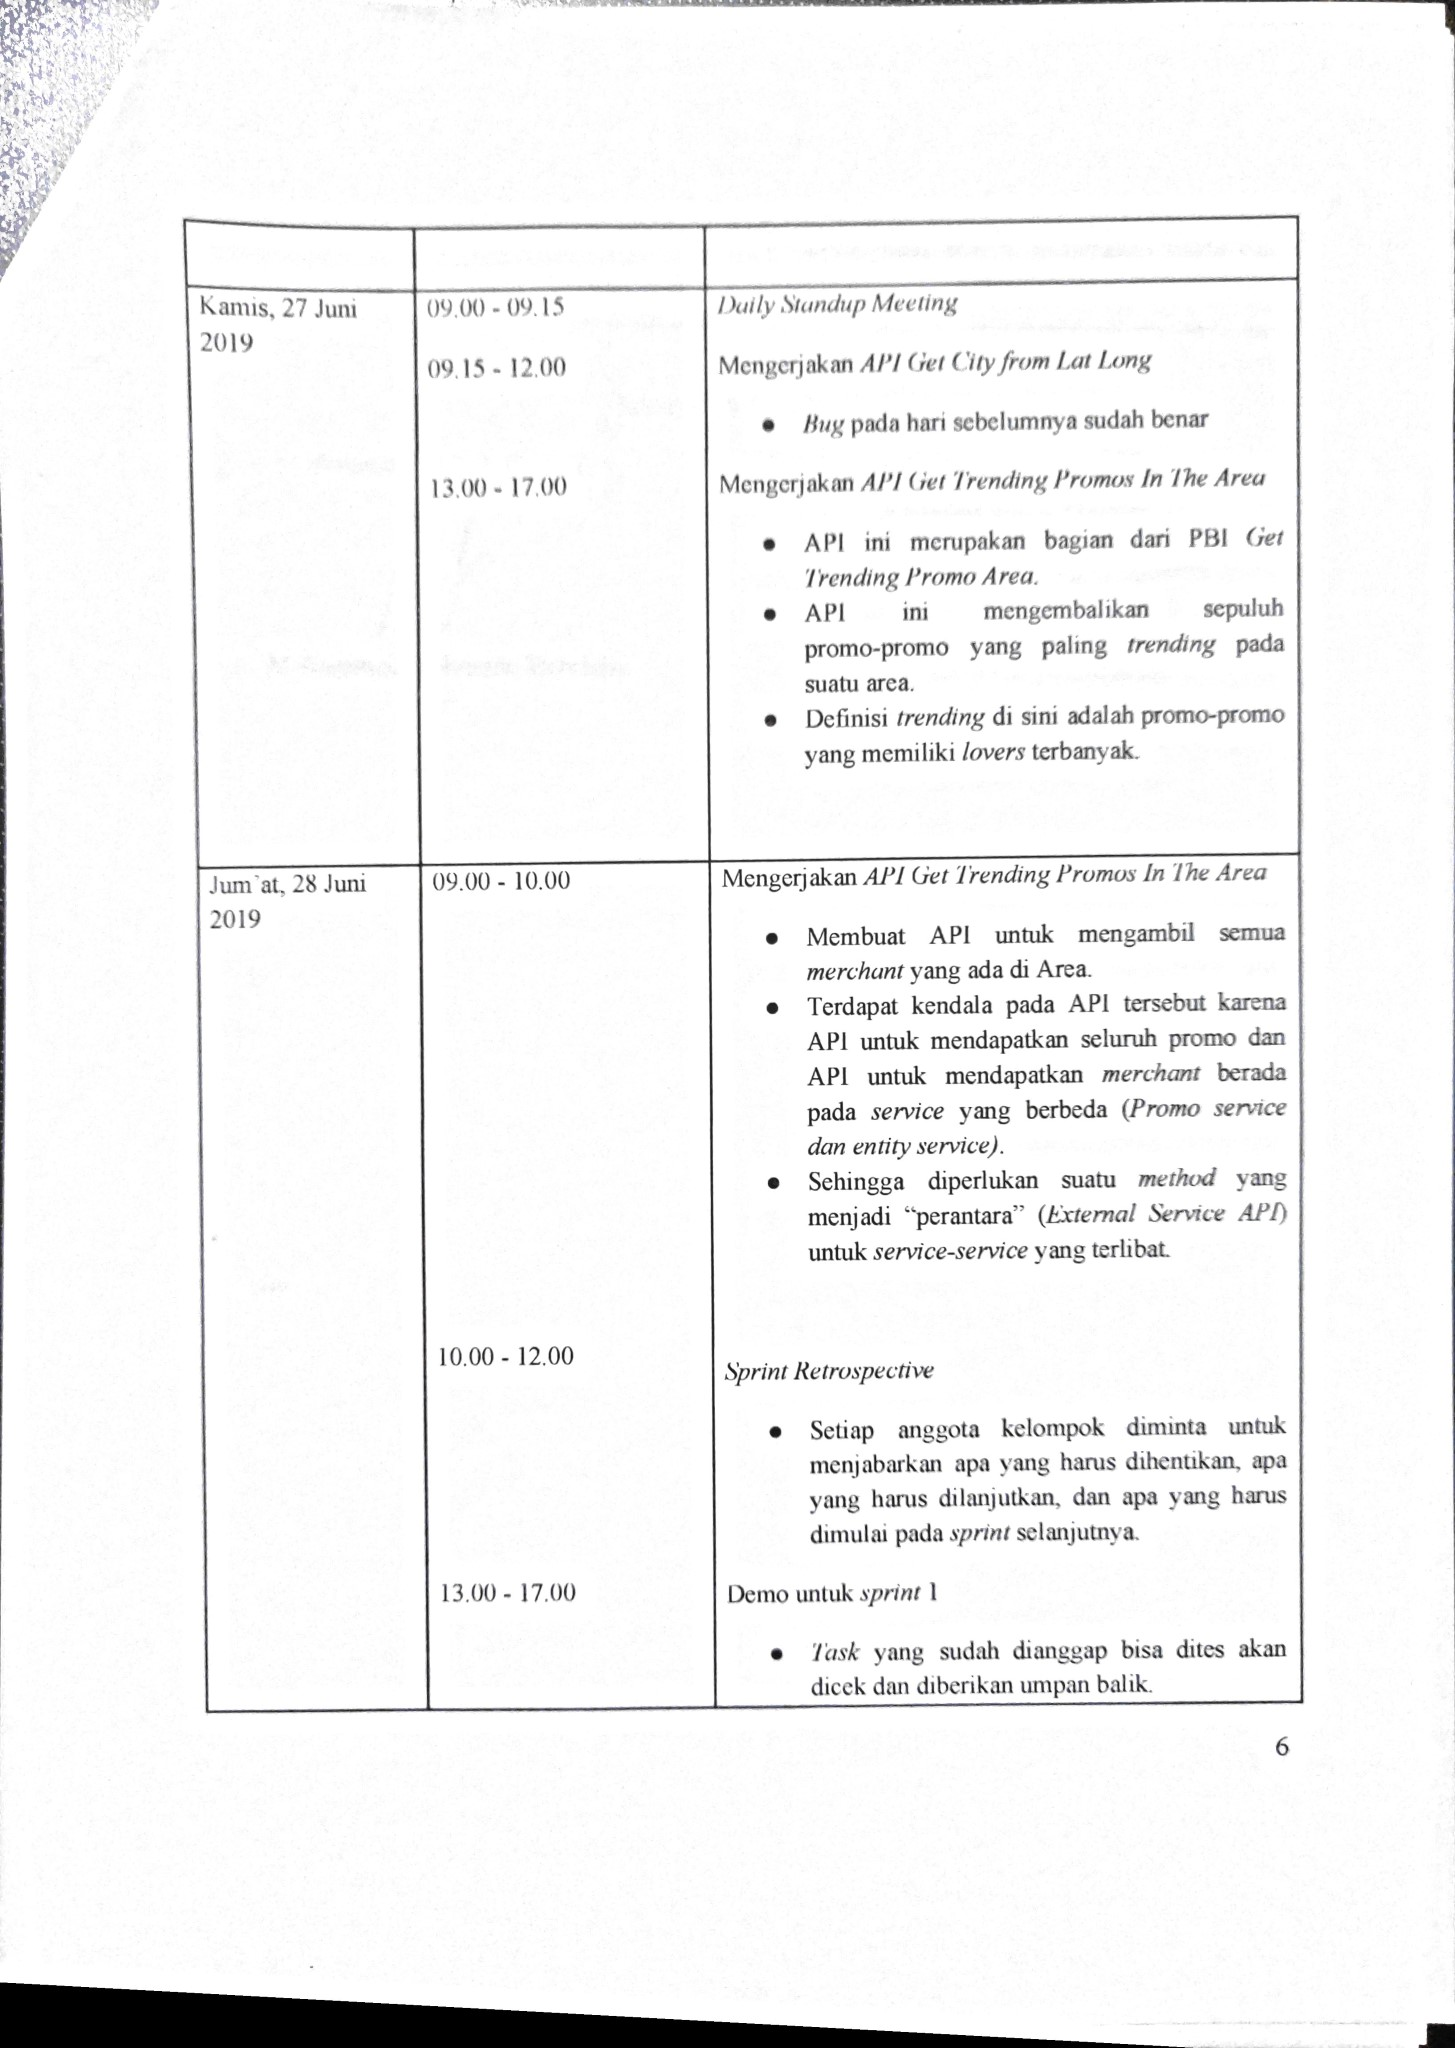 Kamis, 27 Juni
2019
09.00 - 09.15
Daily Standup Meeting
09.15 - 12.00
Mengerjakan API Get City from Lat Long
● Bug pada hari sebelumnya sudah benar
13.00 - 17.00
Mengerjakan API Get Trending Promos In The Area
● API ini merupakan bagian dari PBI Get
Trending Promo Area.
● API ini mengembalikan sepuluh
promo-promo yang paling trending pada
suatu area.
● Definisi trending di sini adalah promo-promo
yang memiliki lovers terbanyak.
Jum`at, 28 Juni
2019
09.00 - 10.00
Mengerjakan API Get Trending Promos In The Area
● Membuat API untuk mengambil semua
merchant yang ada di Area.
● Terdapat kendala pada API tersebut karena
API untuk mendapatkan seluruh promo dan
API untuk mendapatkan merchant berada
pada service yang berbeda (Promo service
dan entity service).
● Sehingga diperlukan suatu method yang
menjadi “perantara” (External Service API)
untuk service-service yang terlibat.
10.00 - 12.00
Sprint Retrospective
● Setiap anggota kelompok diminta untuk
menjabarkan apa yang harus dihentikan, apa
yang harus dilanjutkan, dan apa yang harus
dimulai pada sprint selanjutnya.
13.00 - 17.00
Demo untuk sprint 1
● Task yang sudah dianggap bisa dites akan
dicek dan diberikan umpan balik.
6